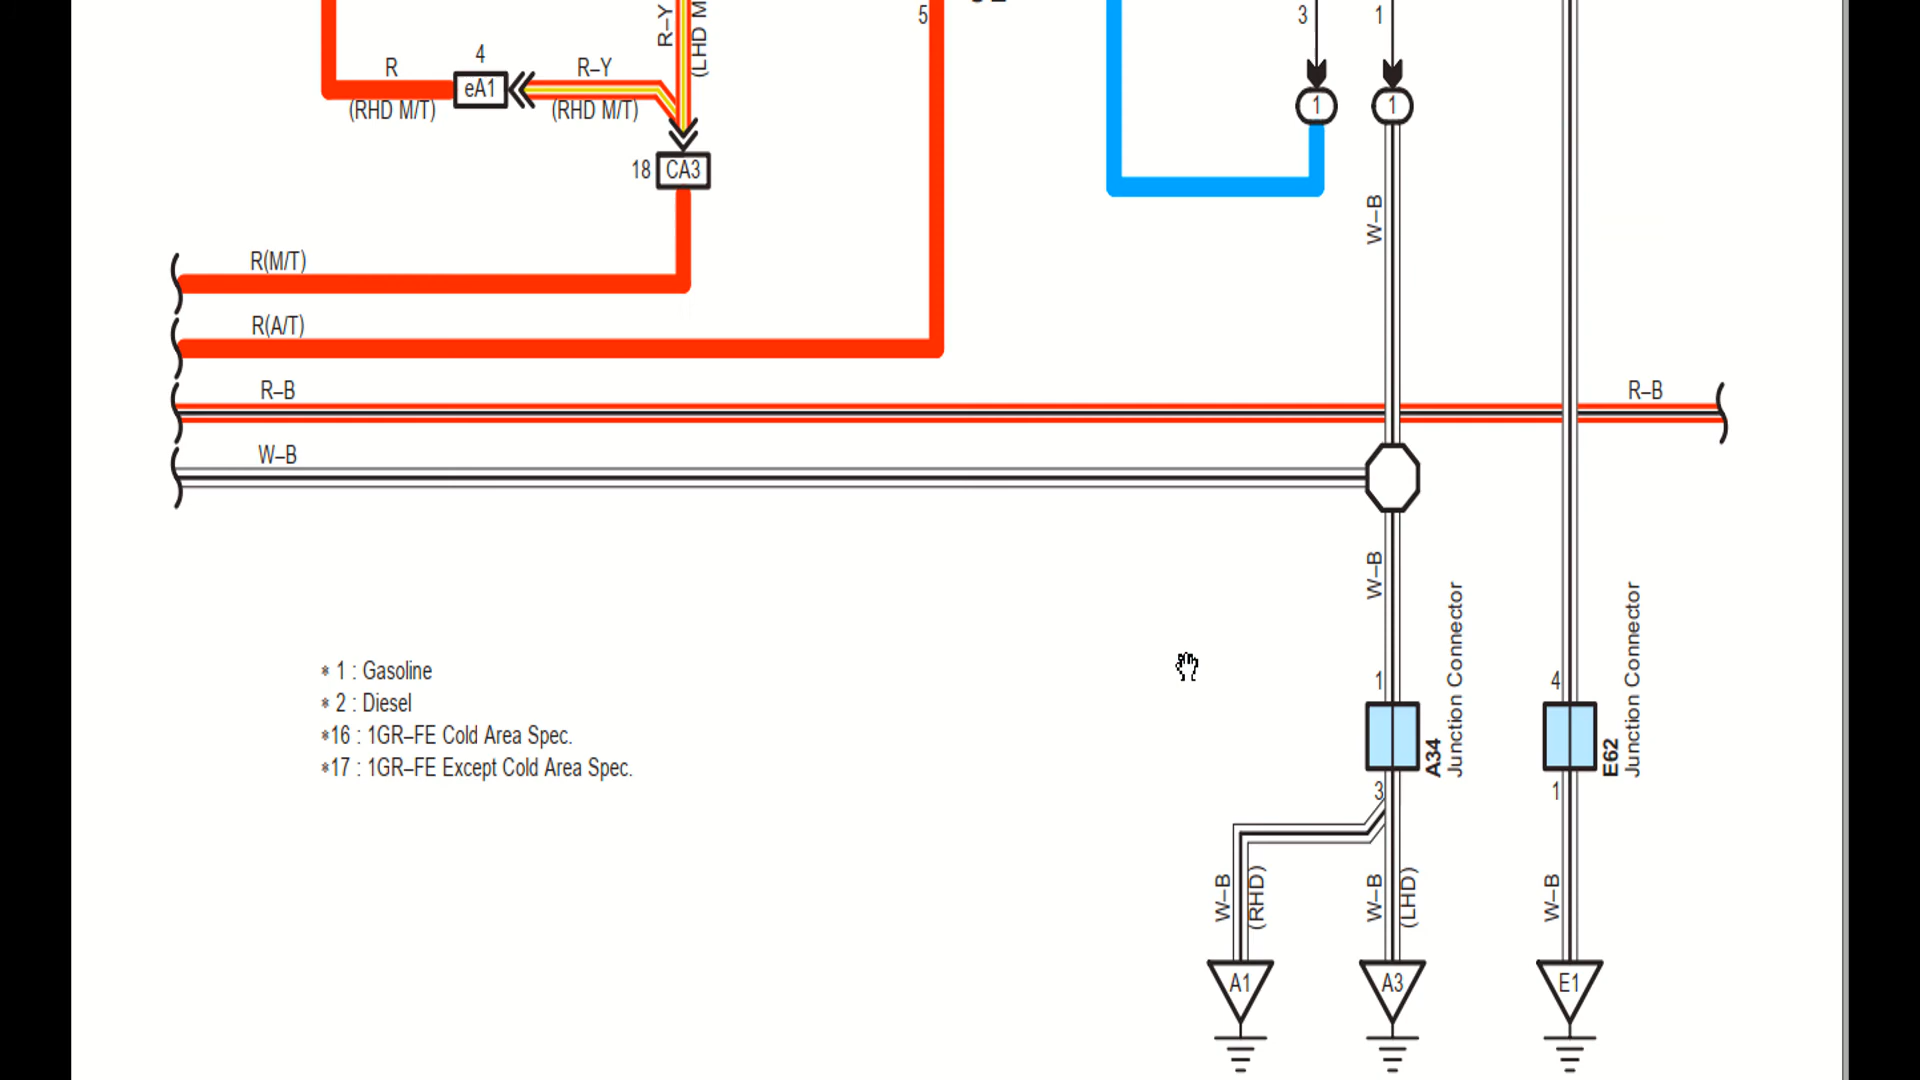 5
3
1
R–Y
(LHD M
4
R
eA1
R–Y
(RHD M/T)
(RHD M/T)
1
1
18
CA3
W–B
R(M/T)
R(A/T)
R–B
R–B
W–B
W–B
* 1 : Gasoline
* 2 : Diesel
*16 : 1GR–FE Cold Area Spec.
*17 : 1GR–FE Except Cold Area Spec.
1
A34
Junction Connector
3
4
E62
Junction Connector
1
W–B
(RHD)
W–B
(LHD)
W–B
A1
A3
E1